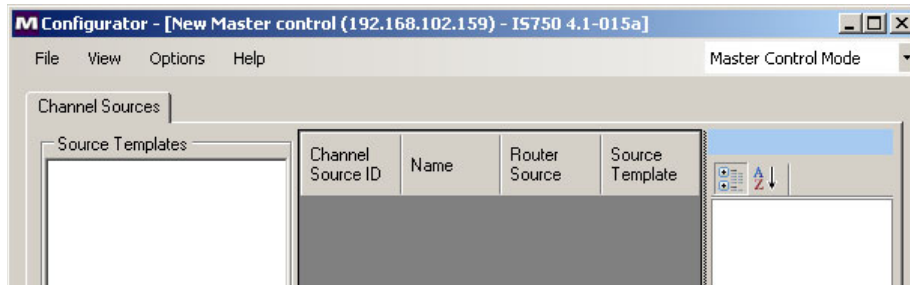 M Configurator - [New Master control (192.168.102.159) - IS750 4.1-015a]
File View Options Help Master Control Mode
Channel Sources
Source Templates
Channel Source ID
Name
Router Source
Source Template
A
Z